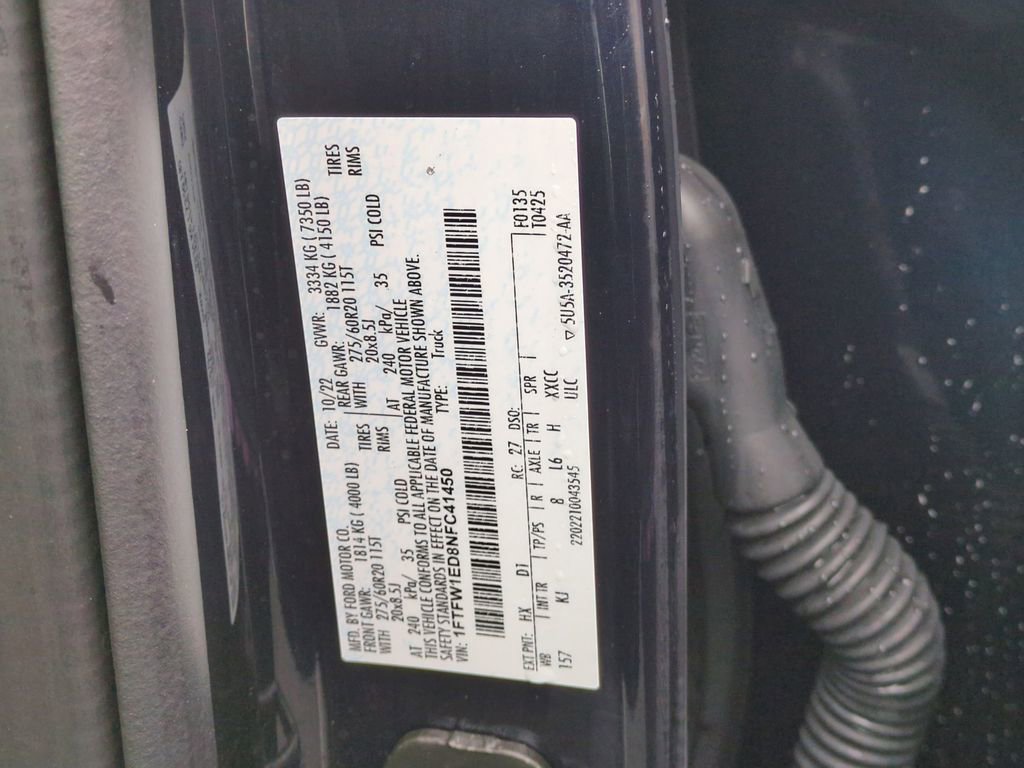 MFD. BY FORD MOTOR CO.
DATE: 10/22 GVWR: 3334 KG ( 7350 LB)
FRONT GAWR: 1814 KG ( 4000 LB)
REAR GAWR: 1882 KG ( 4150 LB)
WITH 275/60R20 115T TIRES
WITH 275/60R20 115T TIRES
20x8.5J RIMS
20x8.5J RIMS
AT 240 kPa/ 35 PSI COLD
AT 240 kPa/ 35 PSI COLD
THIS VEHICLE CONFORMS TO ALL APPLICABLE FEDERAL MOTOR VEHICLE
SAFETY STANDARDS IN EFFECT ON THE DATE OF MANUFACTURE SHOWN ABOVE.
VIN: 1FTFW1ED8NFC41450
TYPE: Truck
EXT PNT: HX D1 RC: 27 DSO: F0135
WB INT TR TP/PS R AXLE TR SPR T0425
157 KJ 8 L6 H XXCC
2202210043545 ULC
▽ 5U5A-3520472-AA